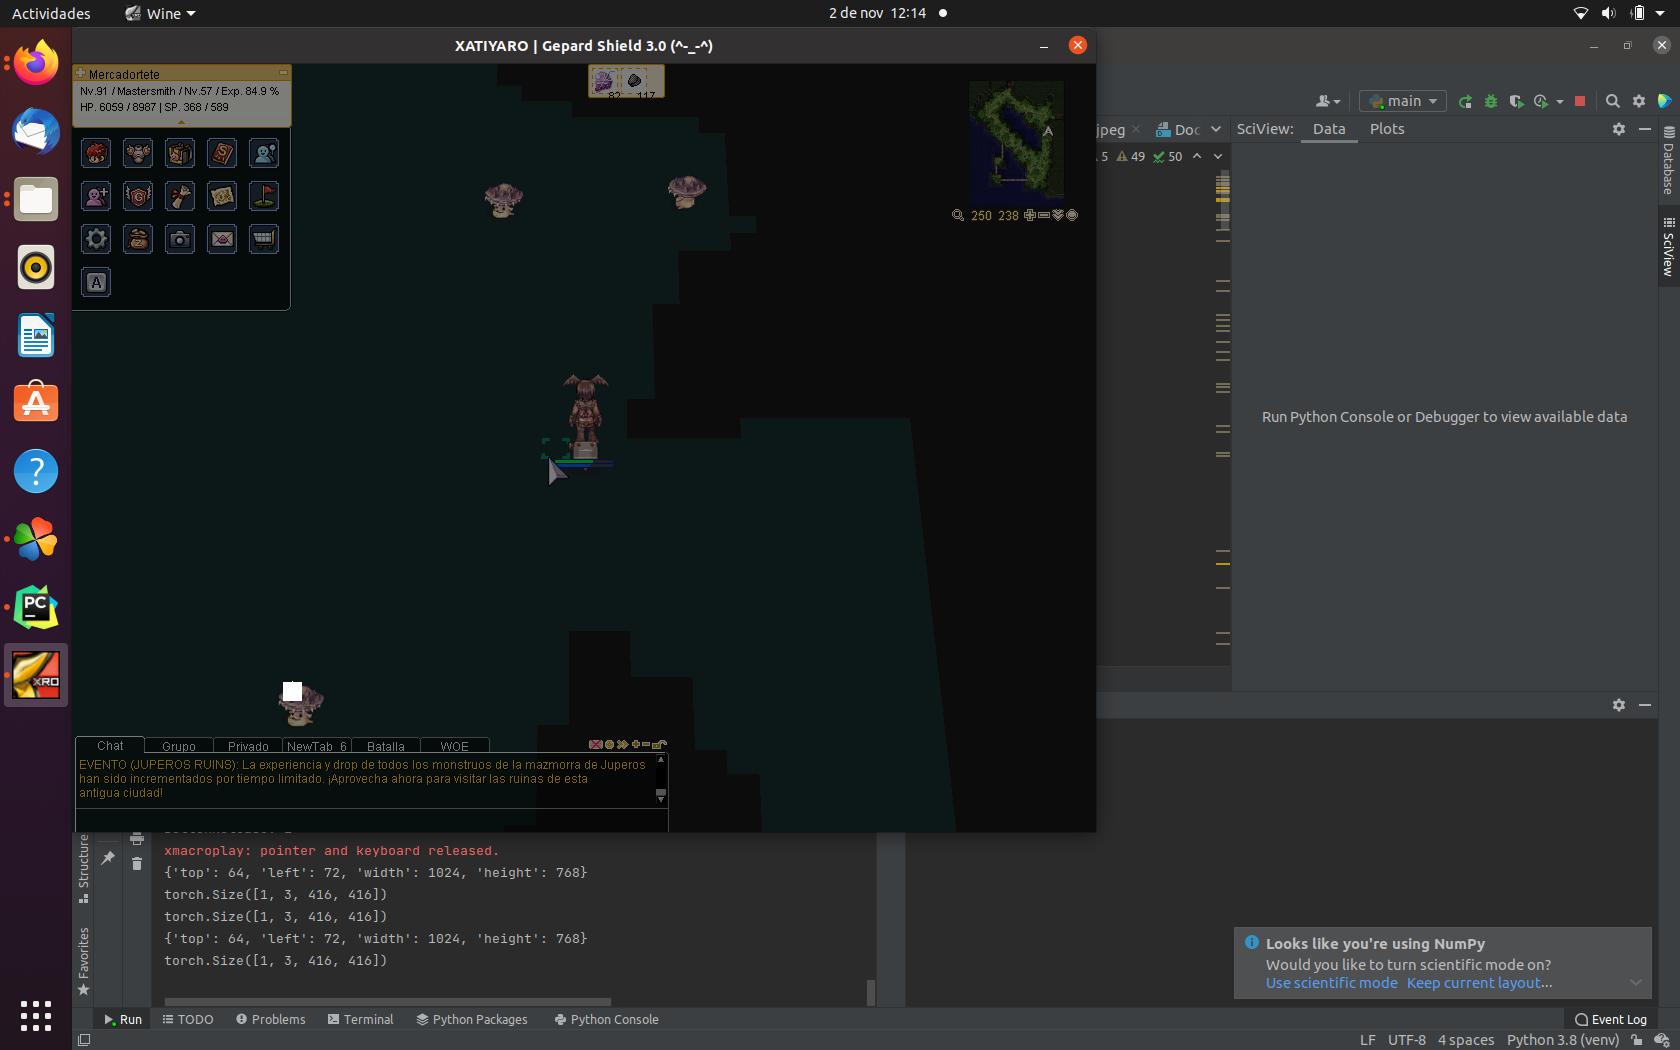 Actividades
Wine
2 de nov 12:14
XATIYARO | Gepard Shield 3.0 (^-_-^)
Mercadortete
Nv.91 / Mastersmith / Nv.57 / Exp. 84.9 %
HP. 6059 / 8987 | SP. 368 / 589
82 117
A
250 238
main
jpeg
Doc
SciView: Data Plots
5 49 50
Database
SciView
Run Python Console or Debugger to view available data
PC
XRO
Chat Grupo Privado NewTab_6 Batalla WOE
EVENTO (JUPEROS RUINS): La experiencia y drop de todos los monstruos de la mazmorra de Juperos
han sido incrementados por tiempo limitado. ¡Aprovecha ahora para visitar las ruinas de esta
antigua ciudad!
Structure
Favorites
xmacroplay: pointer and keyboard released.
{'top': 64, 'left': 72, 'width': 1024, 'height': 768}
torch.Size([1, 3, 416, 416])
torch.Size([1, 3, 416, 416])
{'top': 64, 'left': 72, 'width': 1024, 'height': 768}
torch.Size([1, 3, 416, 416])
Looks like you're using NumPy
Would you like to turn scientific mode on?
Use scientific mode Keep current layout...
Run TODO Problems Terminal Python Packages Python Console
Event Log
LF UTF-8 4 spaces Python 3.8 (venv)